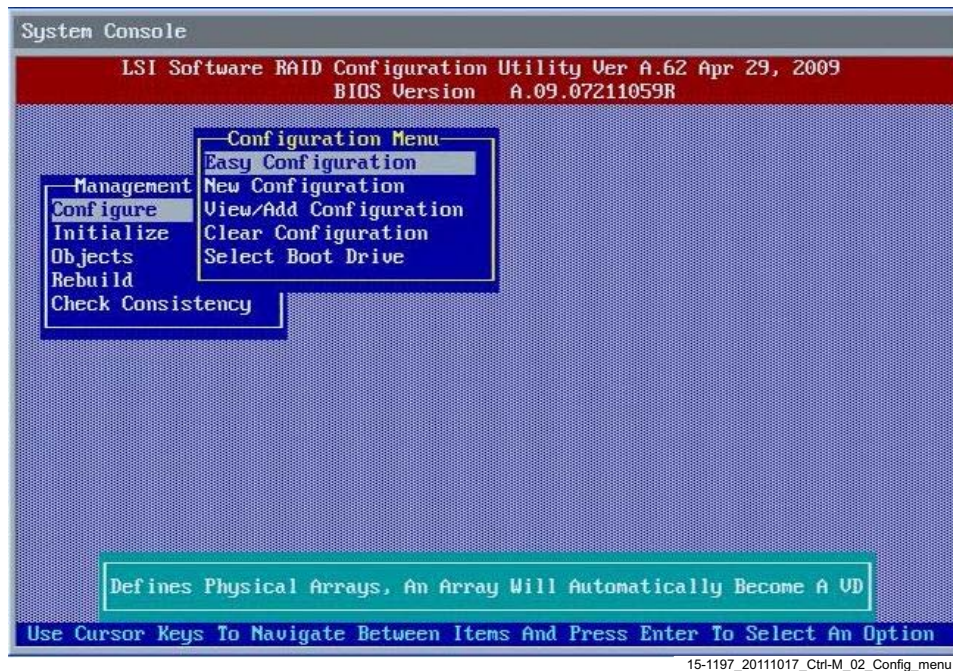 System Console
LSI Software RAID Configuration Utility Ver A.62 Apr 29, 2009
BIOS Version A.09.07211059R
Configuration Menu
Easy Configuration
New Configuration
View/Add Configuration
Clear Configuration
Select Boot Drive
Management
Configure
Initialize
Objects
Rebuild
Check Consistency
Defines Physical Arrays, An Array Will Automatically Become A VD
Use Cursor Keys To Navigate Between Items And Press Enter To Select An Option
15-1197_20111017_Ctrl-M_02_Config_menu